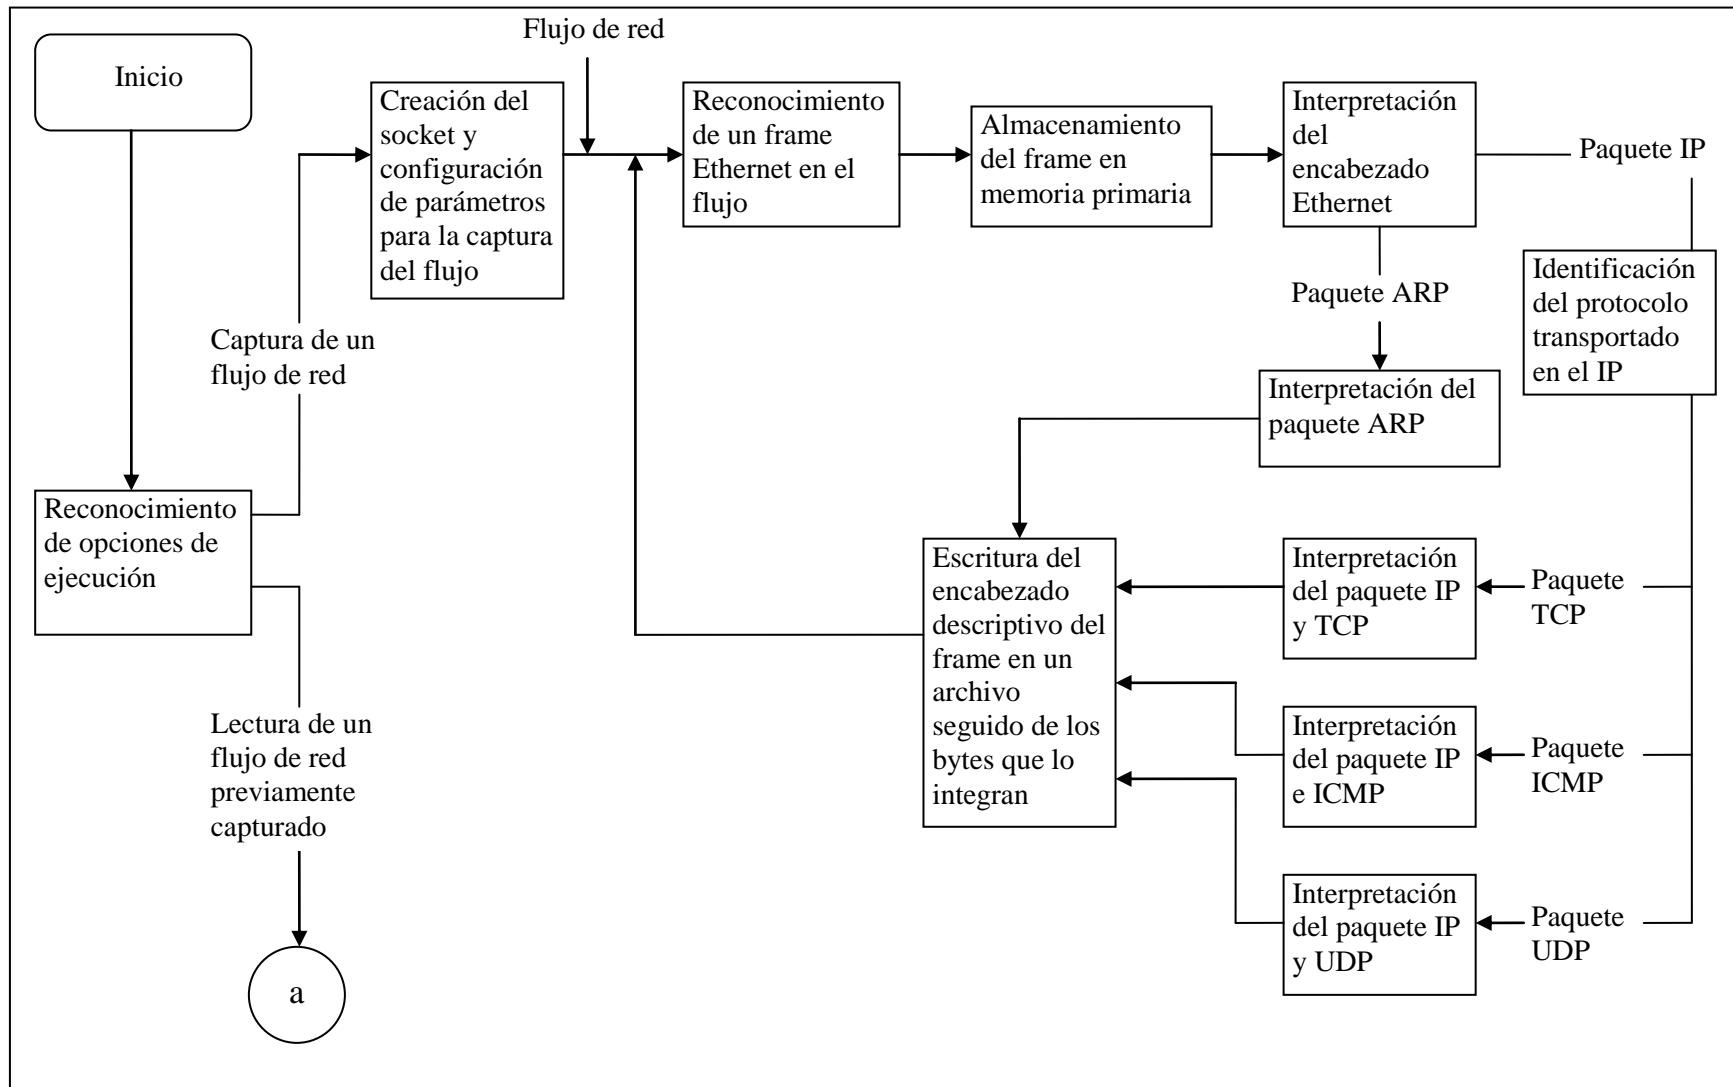 Flujo de red
Inicio
Creación del
socket y
configuración
de parámetros
para la captura
del flujo
Reconocimiento
de un frame
Ethernet en el
flujo
Almacenamiento
del frame en
memoria primaria
Interpretación
del
encabezado
Ethernet
Paquete IP
Identificación
del protocolo
transportado
en el IP
Paquete ARP
Interpretación del
paquete ARP
Captura de un
flujo de red
Reconocimiento
de opciones de
ejecución
Escritura del
encabezado
descriptivo del
frame en un
archivo
seguido de los
bytes que lo
integran
Interpretación
del paquete IP
y TCP
Paquete
TCP
Interpretación
del paquete IP
e ICMP
Paquete
ICMP
Interpretación
del paquete IP
y UDP
Paquete
UDP
Lectura de un
flujo de red
previamente
capturado
a